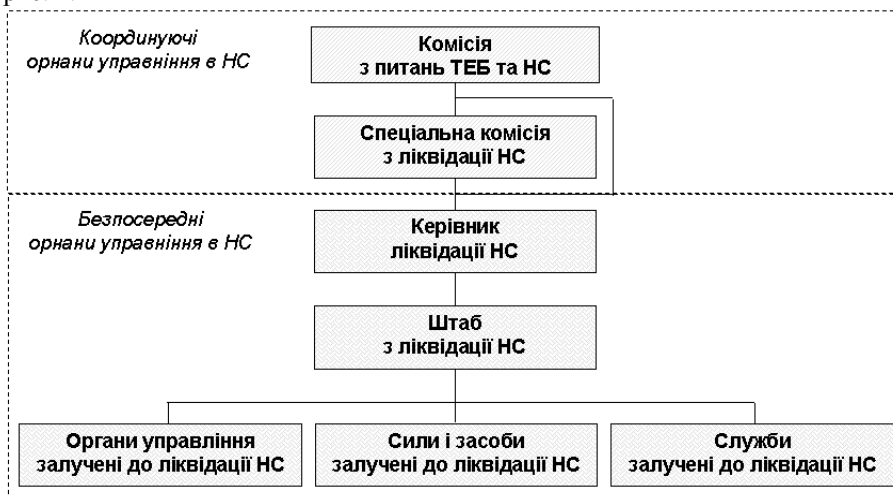 Координуючі
орнани управніння в НС
Комісія
з питань ТЕБ та НС
Спеціальна комісія
з ліквідації НС
Безпосередні
орнани управніння в НС
Керівник
ліквідації НС
Штаб
з ліквідації НС
Органи управління
залучені до ліквідації НС
Сили і засоби
залучені до ліквідації НС
Служби
залучені до ліквідації НС